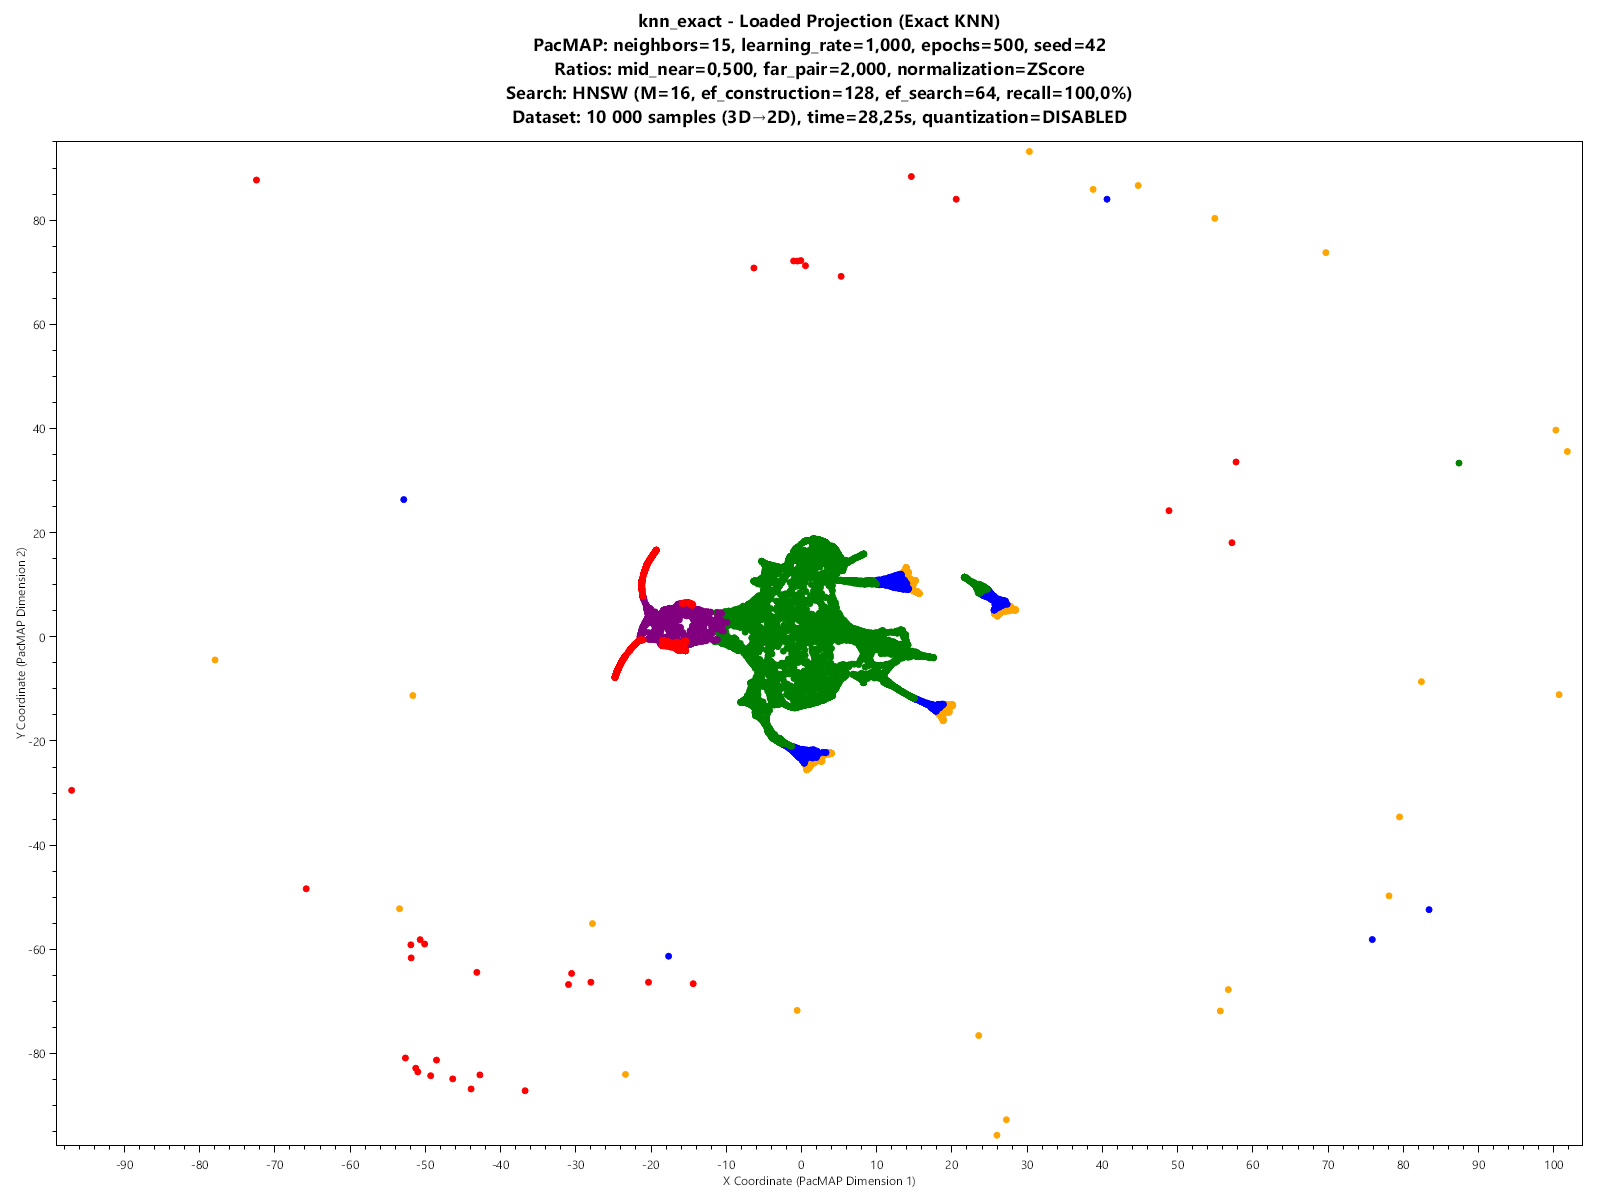 knn_exact - Loaded Projection (Exact KNN)
PacMAP: neighbors=15, learning_rate=1,000, epochs=500, seed=42
Ratios: mid_near=0,500, far_pair=2,000, normalization=ZScore
Search: HNSW (M=16, ef_construction=128, ef_search=64, recall=100,0%)
Dataset: 10 000 samples (3D→2D), time=28,25s, quantization=DISABLED
80
60
40
20
0
-20
-40
-60
-80
Y Coordinate (PacMAP Dimension 2)
-90 -80 -70 -60 -50 -40 -30 -20 -10 0 10 20 30 40 50 60 70 80 90 100
X Coordinate (PacMAP Dimension 1)